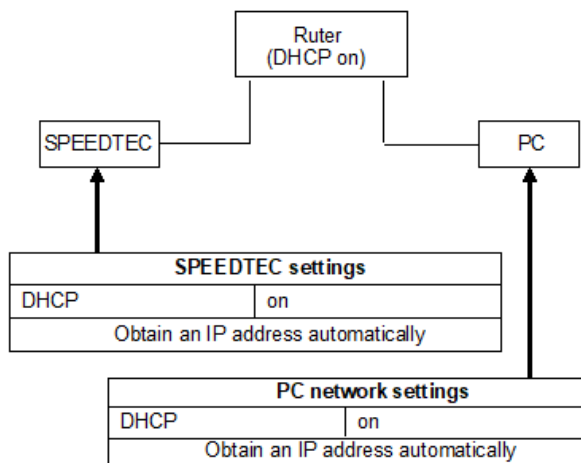 Ruter
(DHCP on)
SPEEDTEC
PC
SPEEDTEC settings
DHCP on
Obtain an IP address automatically
PC network settings
DHCP on
Obtain an IP address automatically